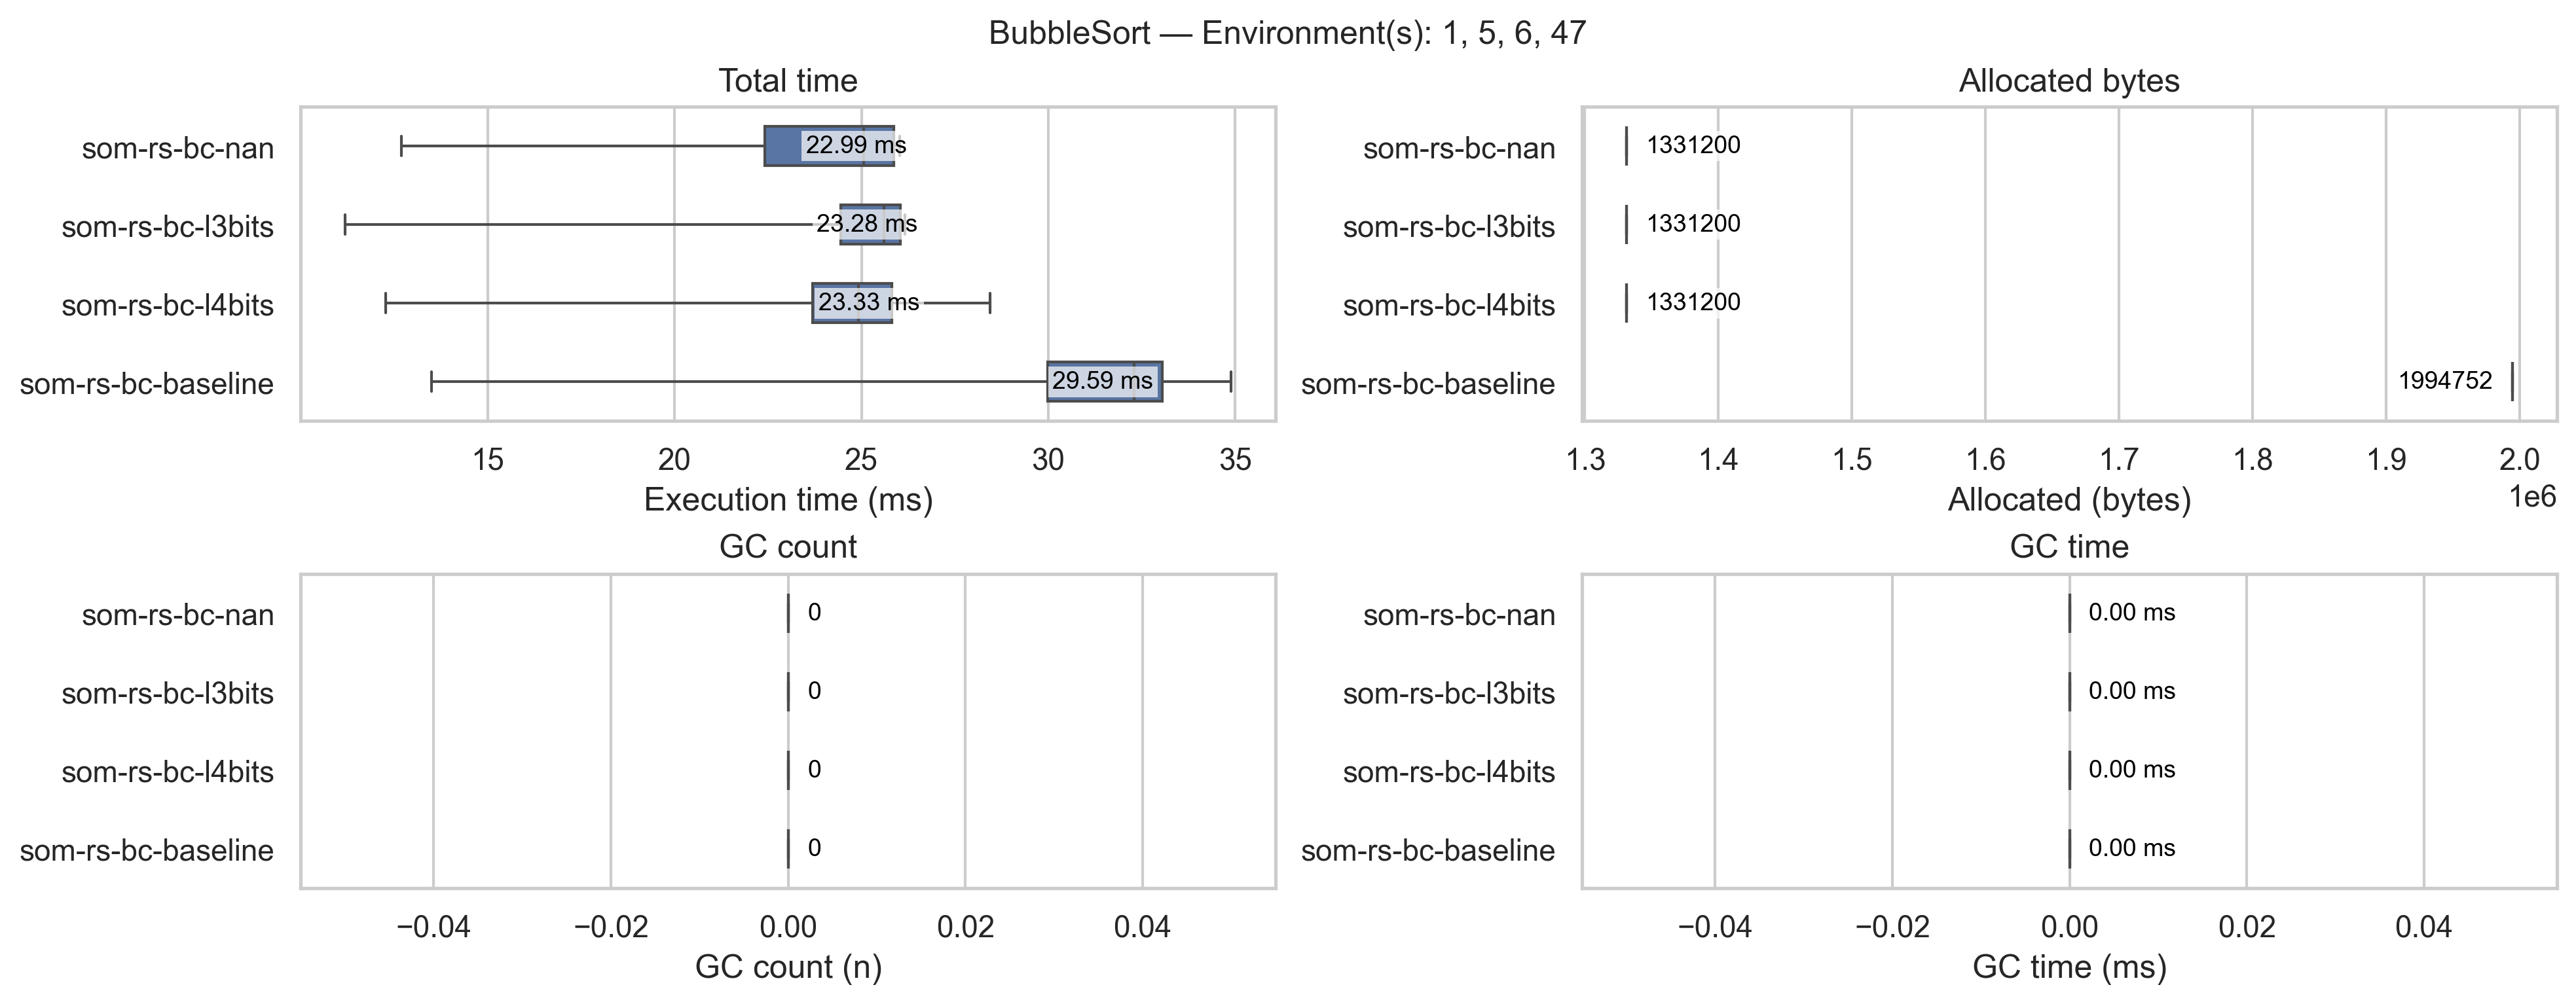 BubbleSort — Environment(s): 1, 5, 6, 47
Total time
som-rs-bc-nan
22.99 ms
som-rs-bc-l3bits
23.28 ms
som-rs-bc-l4bits
23.33 ms
som-rs-bc-baseline
29.59 ms
15 20 25 30 35
Execution time (ms)
Allocated bytes
som-rs-bc-nan
1331200
som-rs-bc-l3bits
1331200
som-rs-bc-l4bits
1331200
som-rs-bc-baseline
1994752
1.3 1.4 1.5 1.6 1.7 1.8 1.9 2.0
1e6
Allocated (bytes)
GC count
som-rs-bc-nan
0
som-rs-bc-l3bits
0
som-rs-bc-l4bits
0
som-rs-bc-baseline
0
−0.04 −0.02 0.00 0.02 0.04
GC count (n)
GC time
som-rs-bc-nan
0.00 ms
som-rs-bc-l3bits
0.00 ms
som-rs-bc-l4bits
0.00 ms
som-rs-bc-baseline
0.00 ms
−0.04 −0.02 0.00 0.02 0.04
GC time (ms)